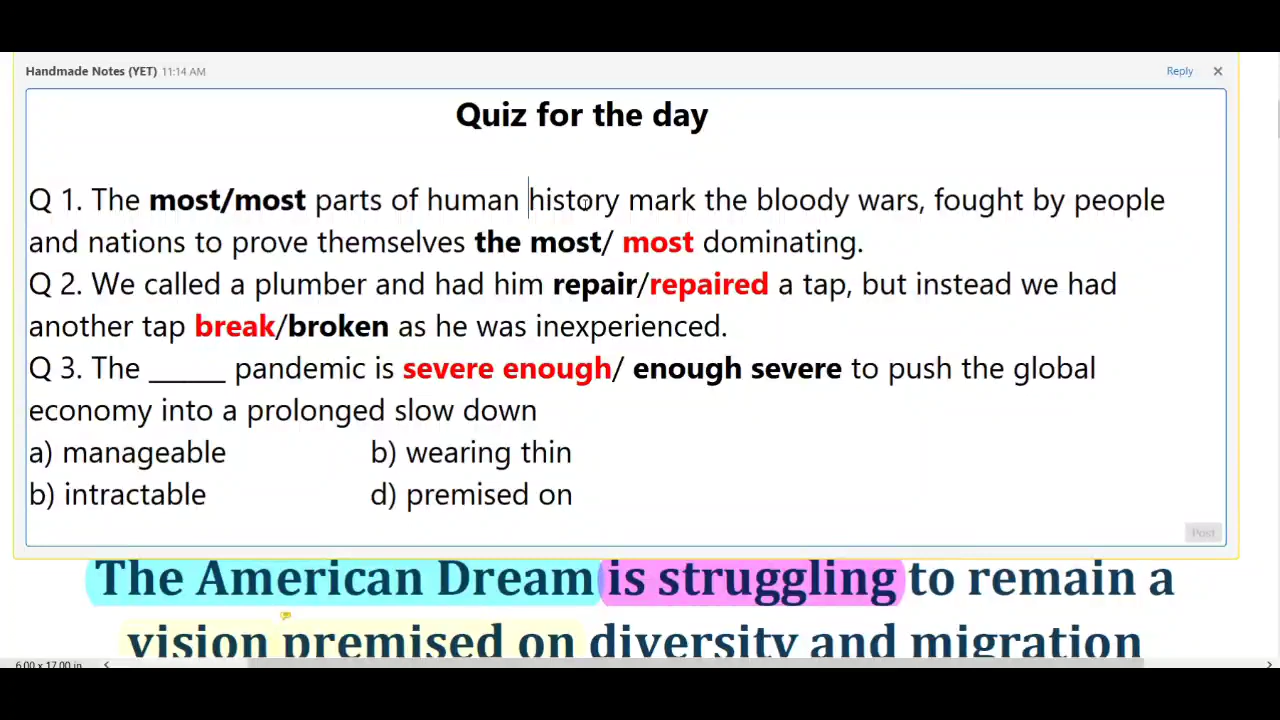 Handmade Notes (YET) 11:14 AM Reply ×
Quiz for the day
Q 1. The most/most parts of human history mark the bloody wars, fought by people
and nations to prove themselves the most/ most dominating.
Q 2. We called a plumber and had him repair/repaired a tap, but instead we had
another tap break/broken as he was inexperienced.
Q 3. The ______ pandemic is severe enough/ enough severe to push the global
economy into a prolonged slow down
a) manageable b) wearing thin
b) intractable d) premised on
Post
The American Dream is struggling to remain a
vision premised on diversity and migration
6.00 x 17.00 in